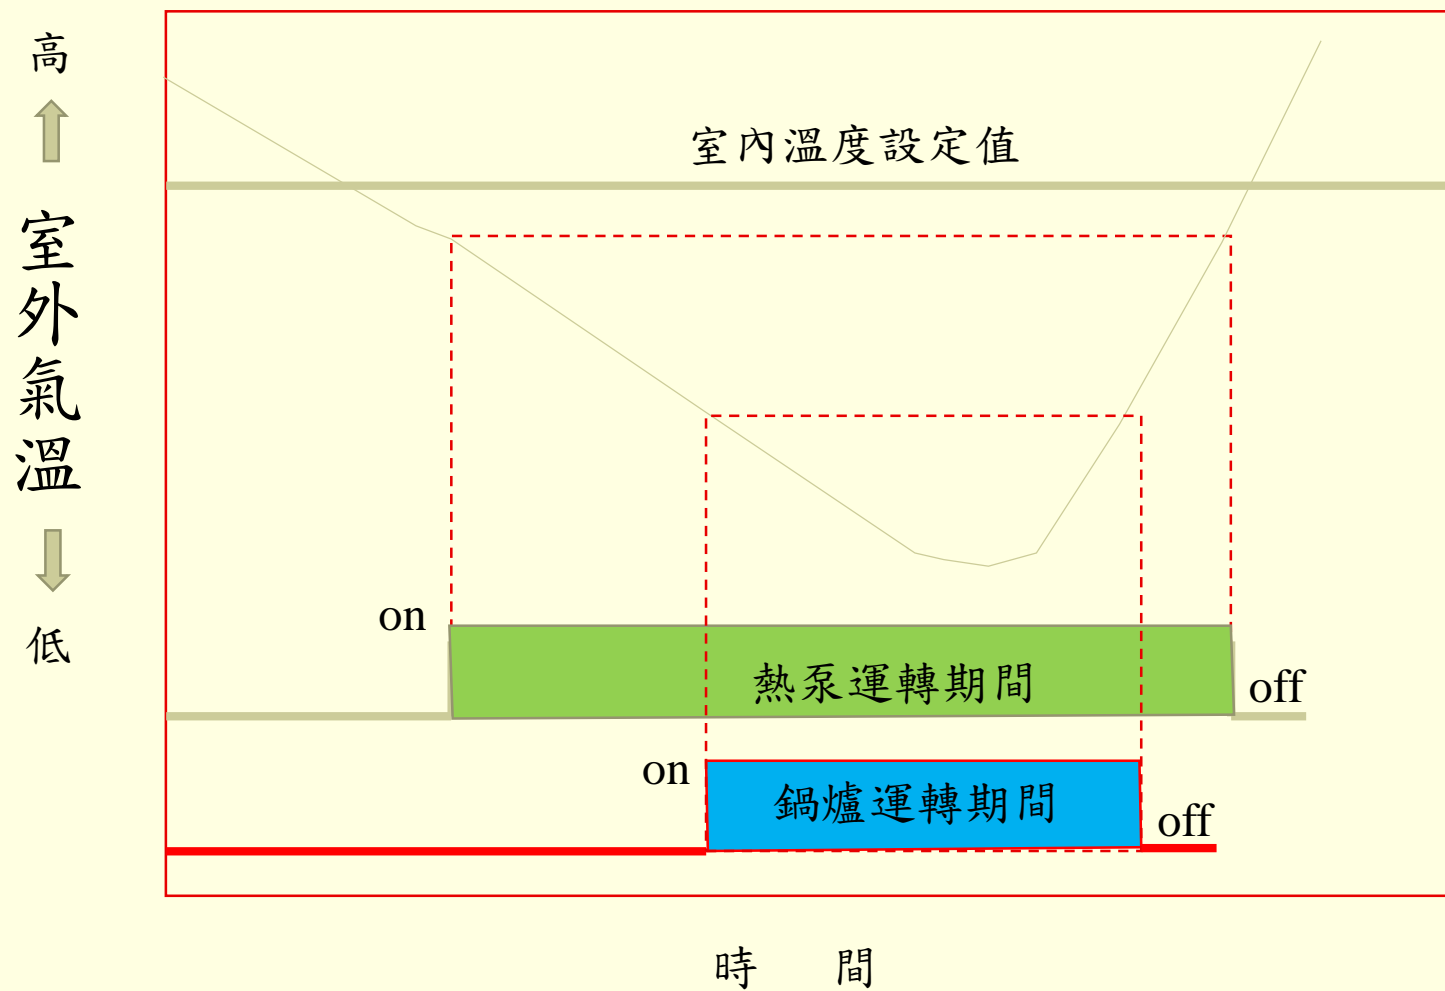 高
室外氣溫
低
室內溫度設定值
on
熱泵運轉期間
off
on
鍋爐運轉期間
off
時 間